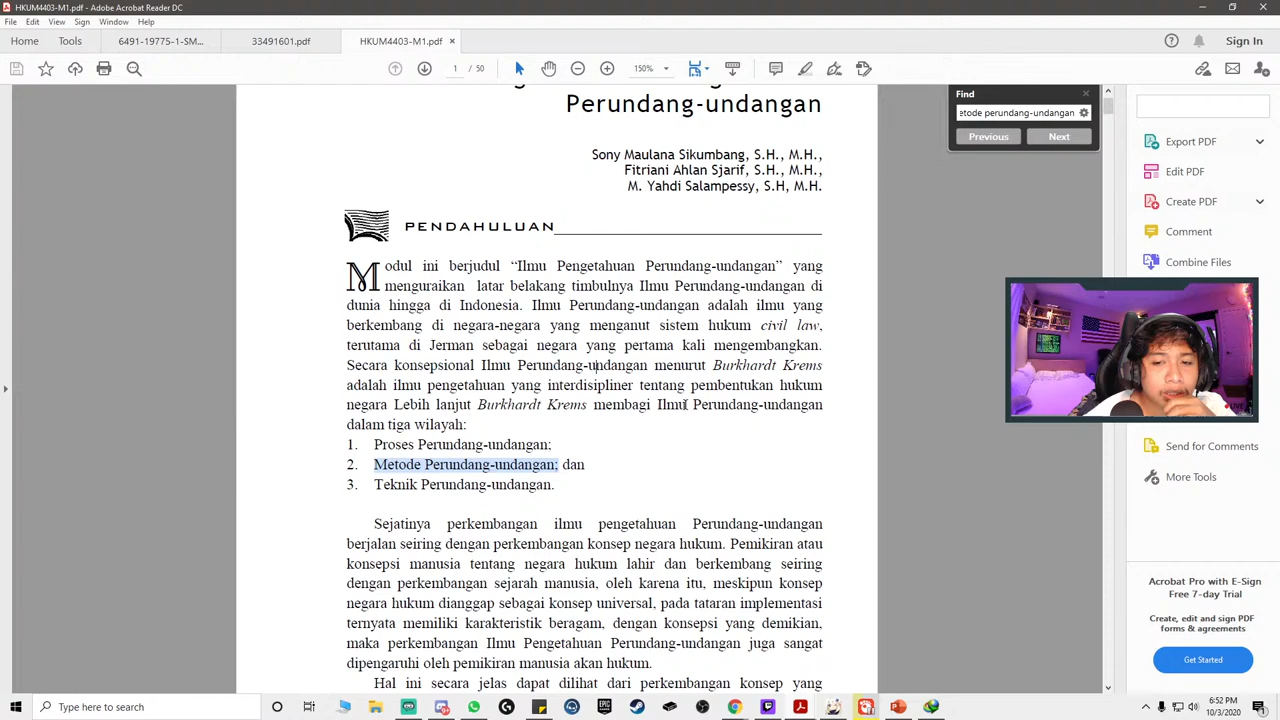 HKUM4403-M1.pdf - Adobe Acrobat Reader DC
File Edit View Sign Window Help
Home Tools 6491-19775-1-SM... 33491601.pdf HKUM4403-M1.pdf × Sign In
1 / 50 150%
Find
etode perundang-undangan
Previous Next
Perundang-undangan
Sony Maulana Sikumbang, S.H., M.H.,
Fitriani Ahlan Sjarif, S.H., M.H.,
M. Yahdi Salampessy, S.H, M.H.
PENDAHULUAN
Modul ini berjudul “Ilmu Pengetahuan Perundang-undangan” yang
menguraikan latar belakang timbulnya Ilmu Perundang-undangan di
dunia hingga di Indonesia. Ilmu Perundang-undangan adalah ilmu yang
berkembang di negara-negara yang menganut sistem hukum civil law,
terutama di Jerman sebagai negara yang pertama kali mengembangkan.
Secara konsepsional Ilmu Perundang-undangan menurut Burkhardt Krems
adalah ilmu pengetahuan yang interdisipliner tentang pembentukan hukum
negara Lebih lanjut Burkhardt Krems membagi Ilmu Perundang-undangan
dalam tiga wilayah:
1. Proses Perundang-undangan;
2. Metode Perundang-undangan; dan
3. Teknik Perundang-undangan.
Sejatinya perkembangan ilmu pengetahuan Perundang-undangan
berjalan seiring dengan perkembangan konsep negara hukum. Pemikiran atau
konsepsi manusia tentang negara hukum lahir dan berkembang seiring
dengan perkembangan sejarah manusia, oleh karena itu, meskipun konsep
negara hukum dianggap sebagai konsep universal, pada tataran implementasi
ternyata memiliki karakteristik beragam, dengan konsepsi yang demikian,
maka perkembangan Ilmu Pengetahuan Perundang-undangan juga sangat
dipengaruhi oleh pemikiran manusia akan hukum.
Hal ini secara jelas dapat dilihat dari perkembangan konsep yang
Export PDF
Edit PDF
Create PDF
Comment
Combine Files
LIVE
Send for Comments
More Tools
Acrobat Pro with E-Sign
Free 7-day Trial
Create, edit and sign PDF
forms & agreements
Get Started
Type here to search
6:52 PM
10/3/2020